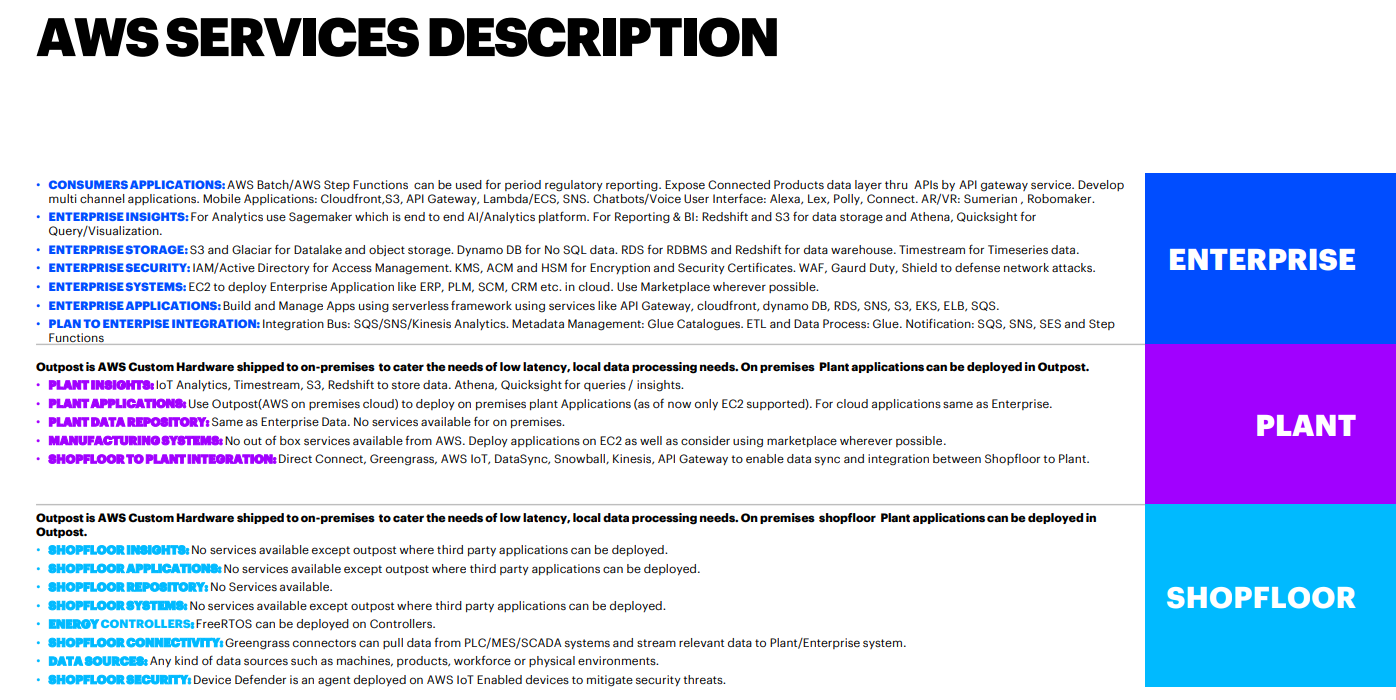 AWS SERVICES DESCRIPTION
• CONSUMERS APPLICATIONS: AWS Batch/AWS Step Functions can be used for period regulatory reporting. Expose Connected Products data layer thru APIs by API gateway service. Develop
multi channel applications. Mobile Applications: Cloudfront,S3, API Gateway, Lambda/ECS, SNS. Chatbots/Voice User Interface: Alexa, Lex, Polly, Connect. AR/VR: Sumerian , Robomaker.
• ENTERPRISE INSIGHTS: For Analytics use Sagemaker which is end to end AI/Analytics platform. For Reporting & BI: Redshift and S3 for data storage and Athena, Quicksight for
Query/Visualization.
• ENTERPRISE STORAGE: S3 and Glaciar for Datalake and object storage. Dynamo DB for No SQL data. RDS for RDBMS and Redshift for data warehouse. Timestream for Timeseries data.
• ENTERPRISE SECURITY: IAM/Active Directory for Access Management. KMS, ACM and HSM for Encryption and Security Certificates. WAF, Gaurd Duty, Shield to defense network attacks.
• ENTERPRISE SYSTEMS: EC2 to deploy Enterprise Application like ERP, PLM, SCM, CRM etc. in cloud. Use Marketplace wherever possible.
• ENTERPRISE APPLICATIONS: Build and Manage Apps using serverless framework using services like API Gateway, cloudfront, dynamo DB, RDS, SNS, S3, EKS, ELB, SQS.
• PLAN TO ENTERPISE INTEGRATION: Integration Bus: SQS/SNS/Kinesis Analytics. Metadata Management: Glue Catalogues. ETL and Data Process: Glue. Notification: SQS, SNS, SES and Step
Functions
ENTERPRISE
Outpost is AWS Custom Hardware shipped to on-premises to cater the needs of low latency, local data processing needs. On premises Plant applications can be deployed in Outpost.
• PLANT INSIGHTS: IoT Analytics, Timestream, S3, Redshift to store data. Athena, Quicksight for queries / insights.
• PLANT APPLICATIONS: Use Outpost(AWS on premises cloud) to deploy on premises plant Applications (as of now only EC2 supported). For cloud applications same as Enterprise.
• PLANT DATA REPOSITORY: Same as Enterprise Data. No services available for on premises.
• MANUFACTURING SYSTEMS: No out of box services available from AWS. Deploy applications on EC2 as well as consider using marketplace wherever possible.
• SHOPFLOOR TO PLANT INTEGRATION: Direct Connect, Greengrass, AWS IoT, DataSync, Snowball, Kinesis, API Gateway to enable data sync and integration between Shopfloor to Plant.
PLANT
Outpost is AWS Custom Hardware shipped to on-premises to cater the needs of low latency, local data processing needs. On premises shopfloor Plant applications can be deployed in
Outpost.
• SHOPFLOOR INSIGHTS: No services available except outpost where third party applications can be deployed.
• SHOPFLOOR APPLICATIONS: No services available except outpost where third party applications can be deployed.
• SHOPFLOOR REPOSITORY: No Services available.
• SHOPFLOOR SYSTEMS: No services available except outpost where third party applications can be deployed.
• ENERGY CONTROLLERS: FreeRTOS can be deployed on Controllers.
• SHOPFLOOR CONNECTIVITY: Greengrass connectors can pull data from PLC/MES/SCADA systems and stream relevant data to Plant/Enterprise system.
• DATA SOURCES: Any kind of data sources such as machines, products, workforce or physical environments.
• SHOPFLOOR SECURITY: Device Defender is an agent deployed on AWS IoT Enabled devices to mitigate security threats.
SHOPFLOOR